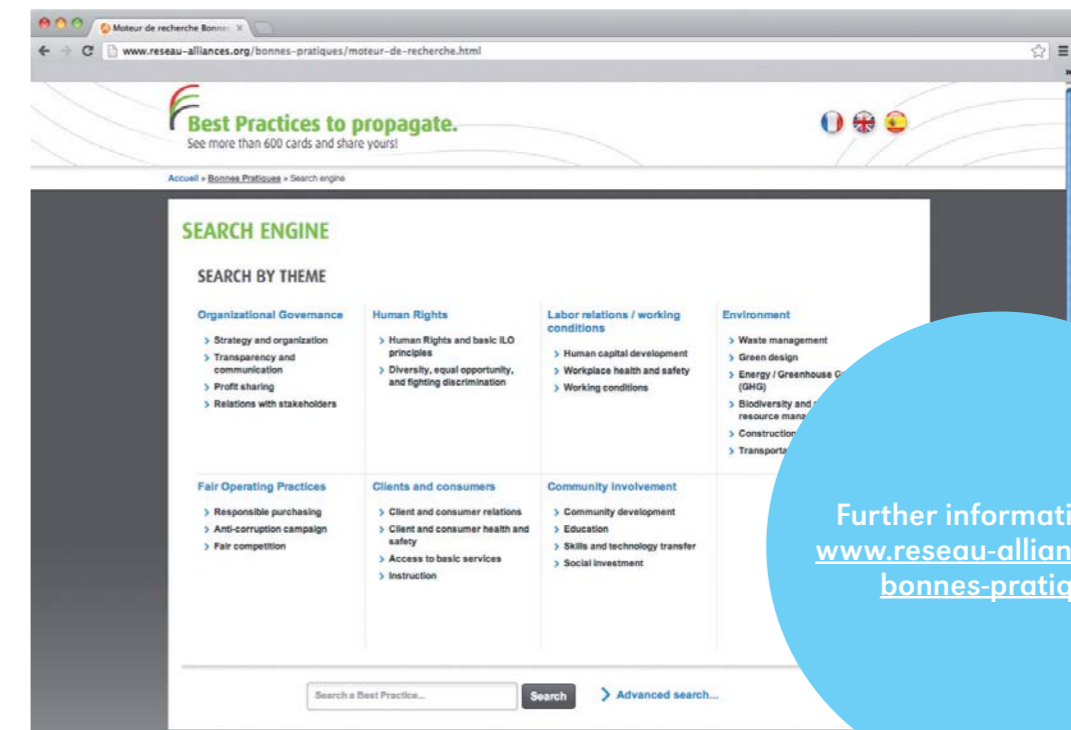 Moteur de recherche Bonnes
www.reseau-alliances.org/bonnes-pratiques/moteur-de-recherche.html
Best Practices to propagate.
See more than 600 cards and share yours!
Accueil » Bonnes Pratiques » Search engine
SEARCH ENGINE
SEARCH BY THEME
Organizational Governance
Strategy and organization
Transparency and
communication
Profit sharing
Relations with stakeholders
Human Rights
Human Rights and basic ILO
principles
Diversity, equal opportunity,
and fighting discrimination
Labor relations / working
conditions
Human capital development
Workplace health and safety
Working conditions
Environment
Waste management
Green design
Energy / Greenhouse
(GHG)
Biodiversity and
resource
Construction
Fair Operating Practices
Responsible purchasing
Anti-corruption campaign
Fair competition
Clients and consumers
Client and consumer relations
Client and consumer health and
safety
Access to basic services
Instruction
Community Involvement
Community development
Education
Skills and technology transfer
Social investment
Search a Best Practice...
Search
Advanced search...
Further
www.reseau-allian
bonnes-pratiq